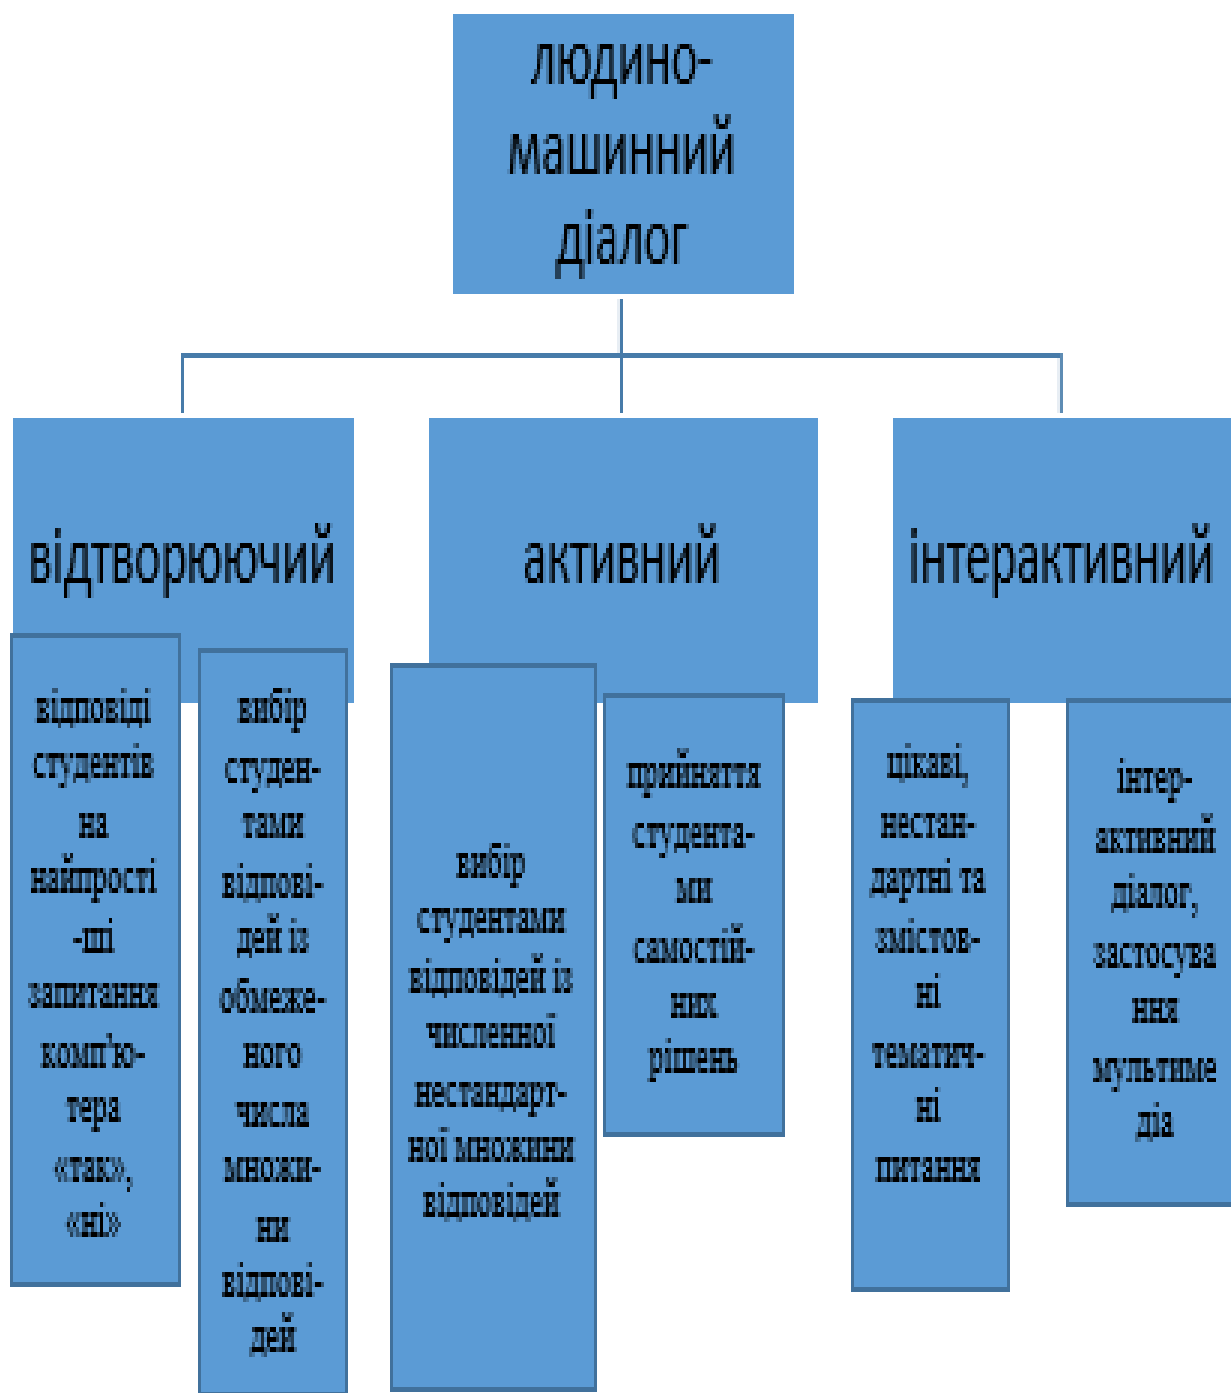 людино-
машинний
діалог
відтворюючий
активний
інтерактивний
відповіді
студентів
на
найпрості
-ші
запитання
комп'ю-
тера
«так»,
«ні»
вибір
студен-
тами
відпові-
дей із
обмеже-
ного
числа
множи-
ни
відпові-
дей
вибір
студентами
відповідей із
численної
нестандарт-
ної множини
відповідей
прийняття
студента-
ми
самостій-
них
рішень
цікаві,
нестан-
дартні та
змістов-
ні
тематич-
ні
питання
інтер-
активний
діалог,
застосува
ння
мультиме
діа